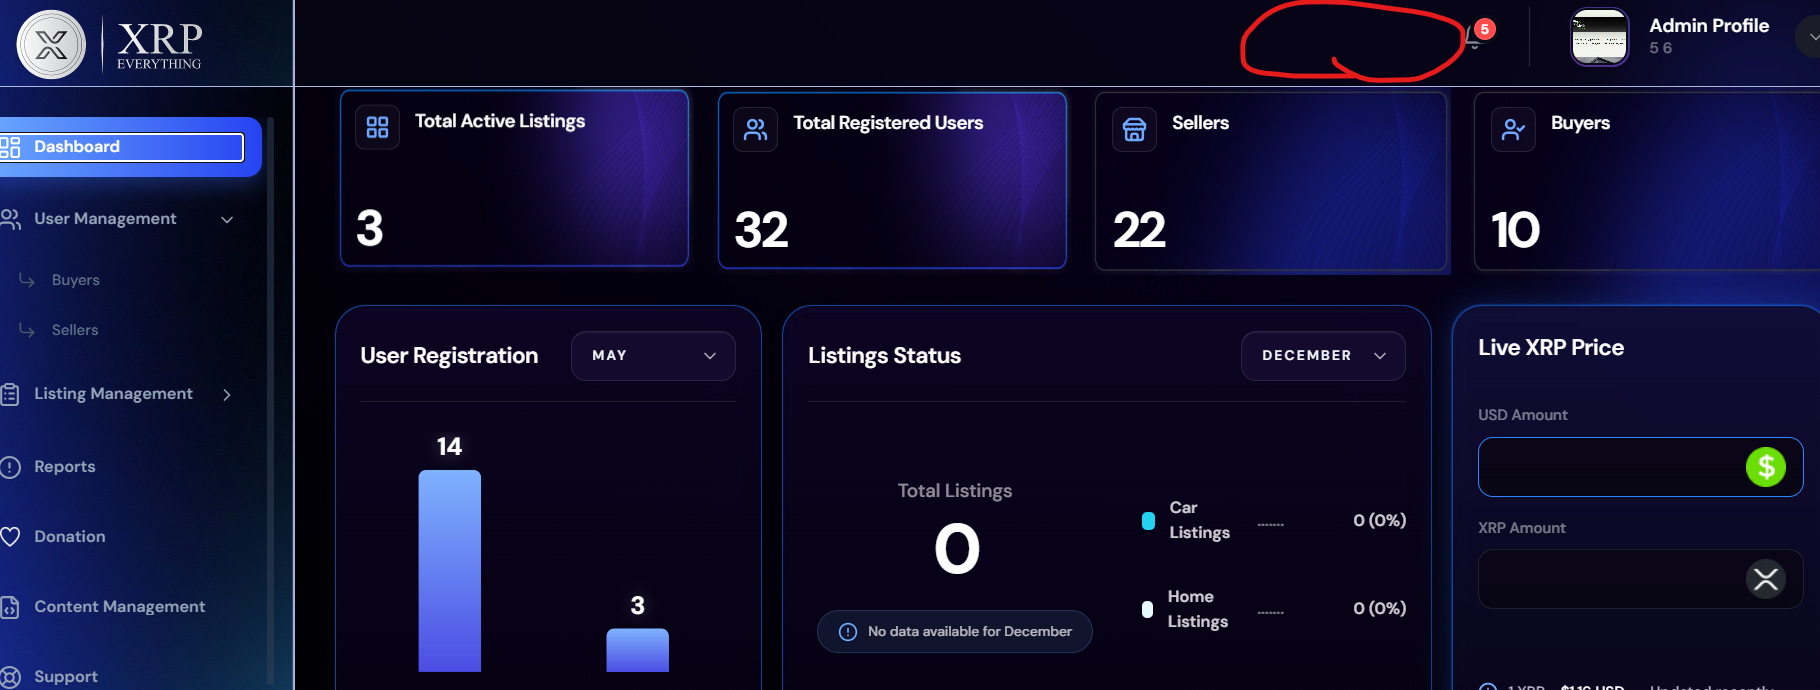 XRP
EVERYTHING
5
Admin Profile
5 6
Dashboard
User Management
Buyers
Sellers
Listing Management
Reports
Donation
Content Management
Support
Total Active Listings
3
Total Registered Users
32
Sellers
22
Buyers
10
User Registration
MAY
14
3
Listings Status
DECEMBER
Total Listings
0
No data available for December
Car
Listings
0 (0%)
Home
Listings
0 (0%)
Live XRP Price
USD Amount
$
XRP Amount
1 XRP